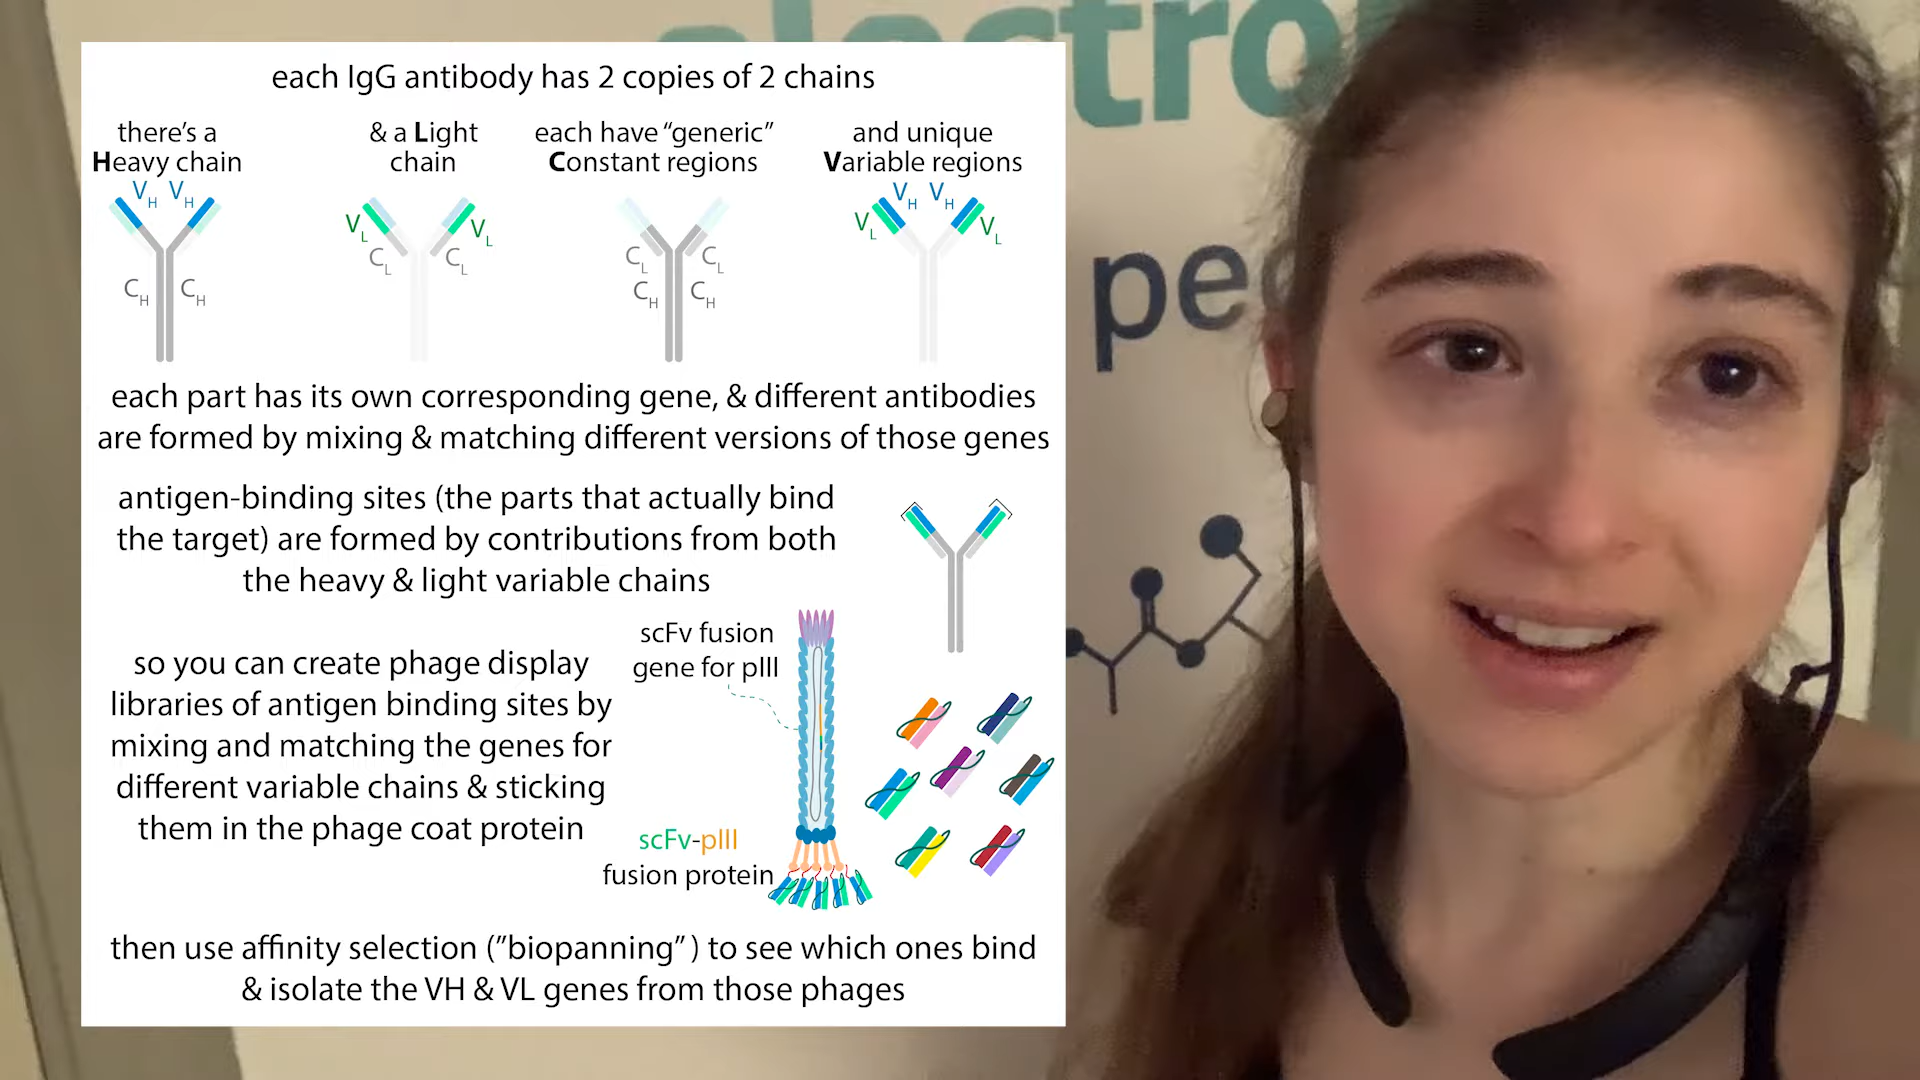 each IgG antibody has 2 copies of 2 chains
there's a
Heavy chain
& a Light
chain
each have "generic"
Constant regions
and unique
Variable regions
VH VH
CH CH
VL VL
CL CL
CL CL
CH CH
VL VH VH VL
each part has its own corresponding gene, & different antibodies
are formed by mixing & matching different versions of those genes
antigen-binding sites (the parts that actually bind
the target) are formed by contributions from both
the heavy & light variable chains
so you can create phage display
libraries of antigen binding sites by
mixing and matching the genes for
different variable chains & sticking
them in the phage coat protein
scFv fusion
gene for pIII
scFv-pIII
fusion protein
then use affinity selection ("biopanning") to see which ones bind
& isolate the VH & VL genes from those phages
pe